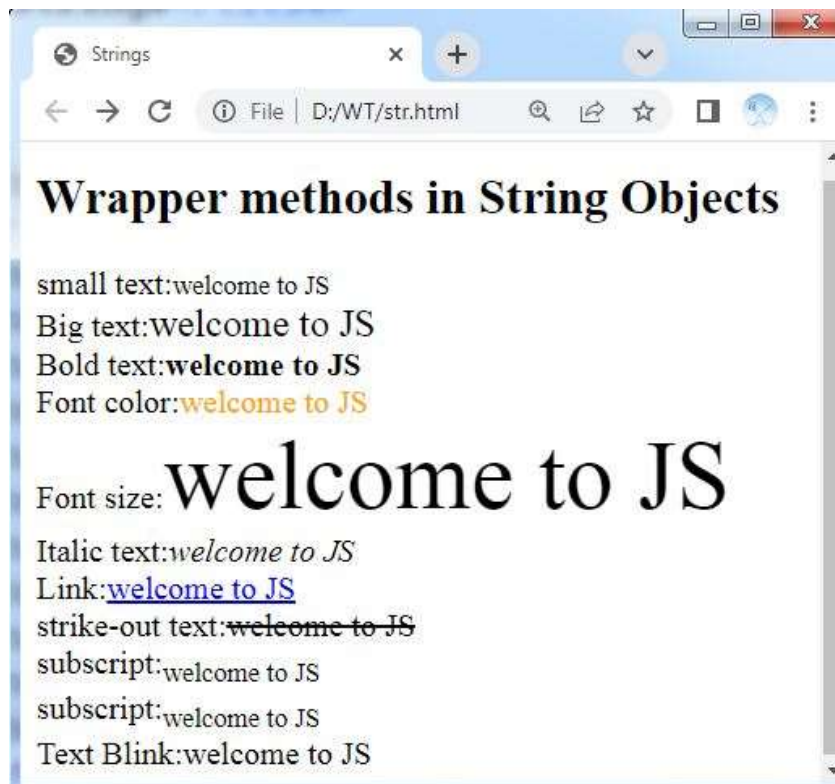 Strings
File D:/WT/str.html
Wrapper methods in String Objects
small text:welcome to JS
Big text:welcome to JS
Bold text:welcome to JS
Font color:welcome to JS
Font size:welcome to JS
Italic text:welcome to JS
Link:welcome to JS
strike-out text:welcome to JS
subscript:welcome to JS
subscript:welcome to JS
Text Blink:welcome to JS